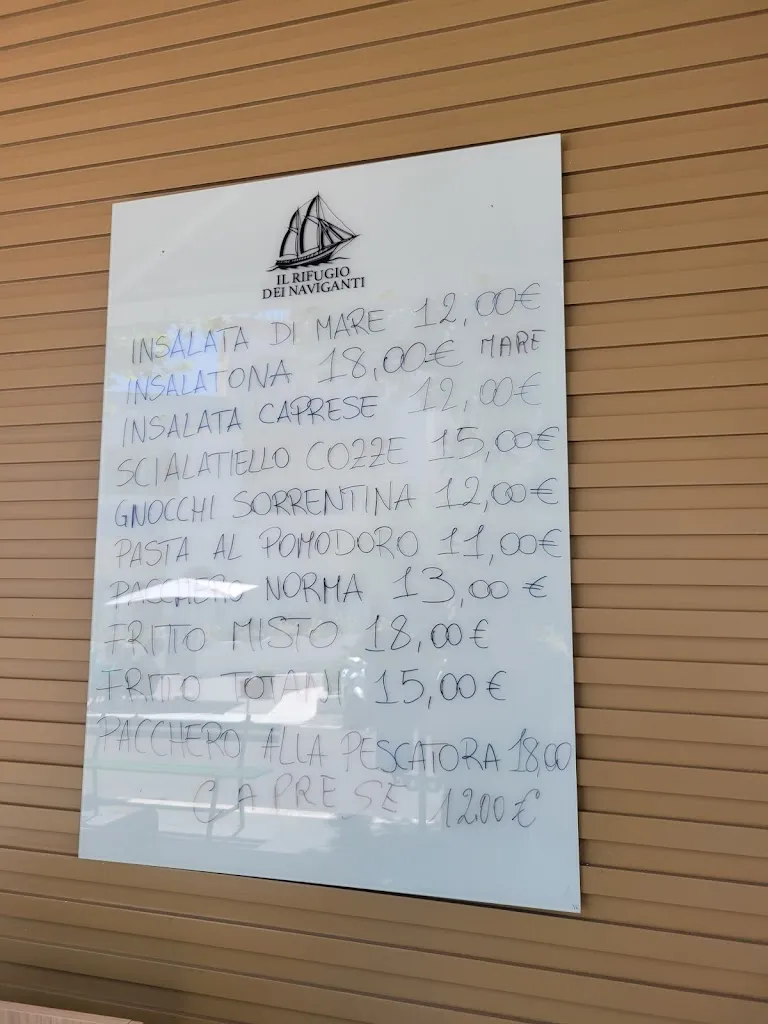 IL RIFUGIO
DEI NAVIGANTI
INSALATA DI MARE 12,00€
INSALATONA 18,00€ MARE
INSALATA CAPRESE 12,00€
SCIALATIELLO COZZE 15,00€
GNOCCHI SORRENTINA 12,00€
PASTA AL POMODORO 11,00€
PACCHERO NORMA 13,00 €
FRITTO MISTO 18,00€
FRITTO TOTANI 15,00€
PACCHERO ALLA PESCATORA 18,00
CAPRESE 12,00€